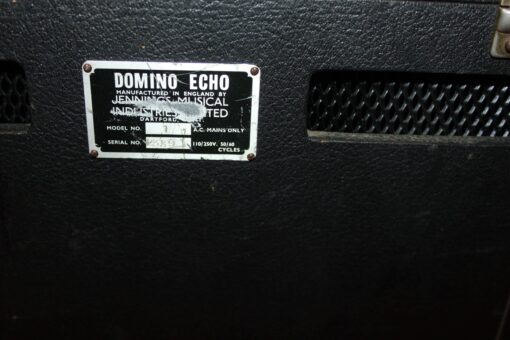 DOMINO ECHO
MANUFACTURED IN ENGLAND BY
JENNINGS MUSICAL
INDUSTRIES LIMITED
DARTFORD
MODEL NO. A.C. MAINS ONLY
SERIAL NO. 110/250V. 50/60
CYCLES